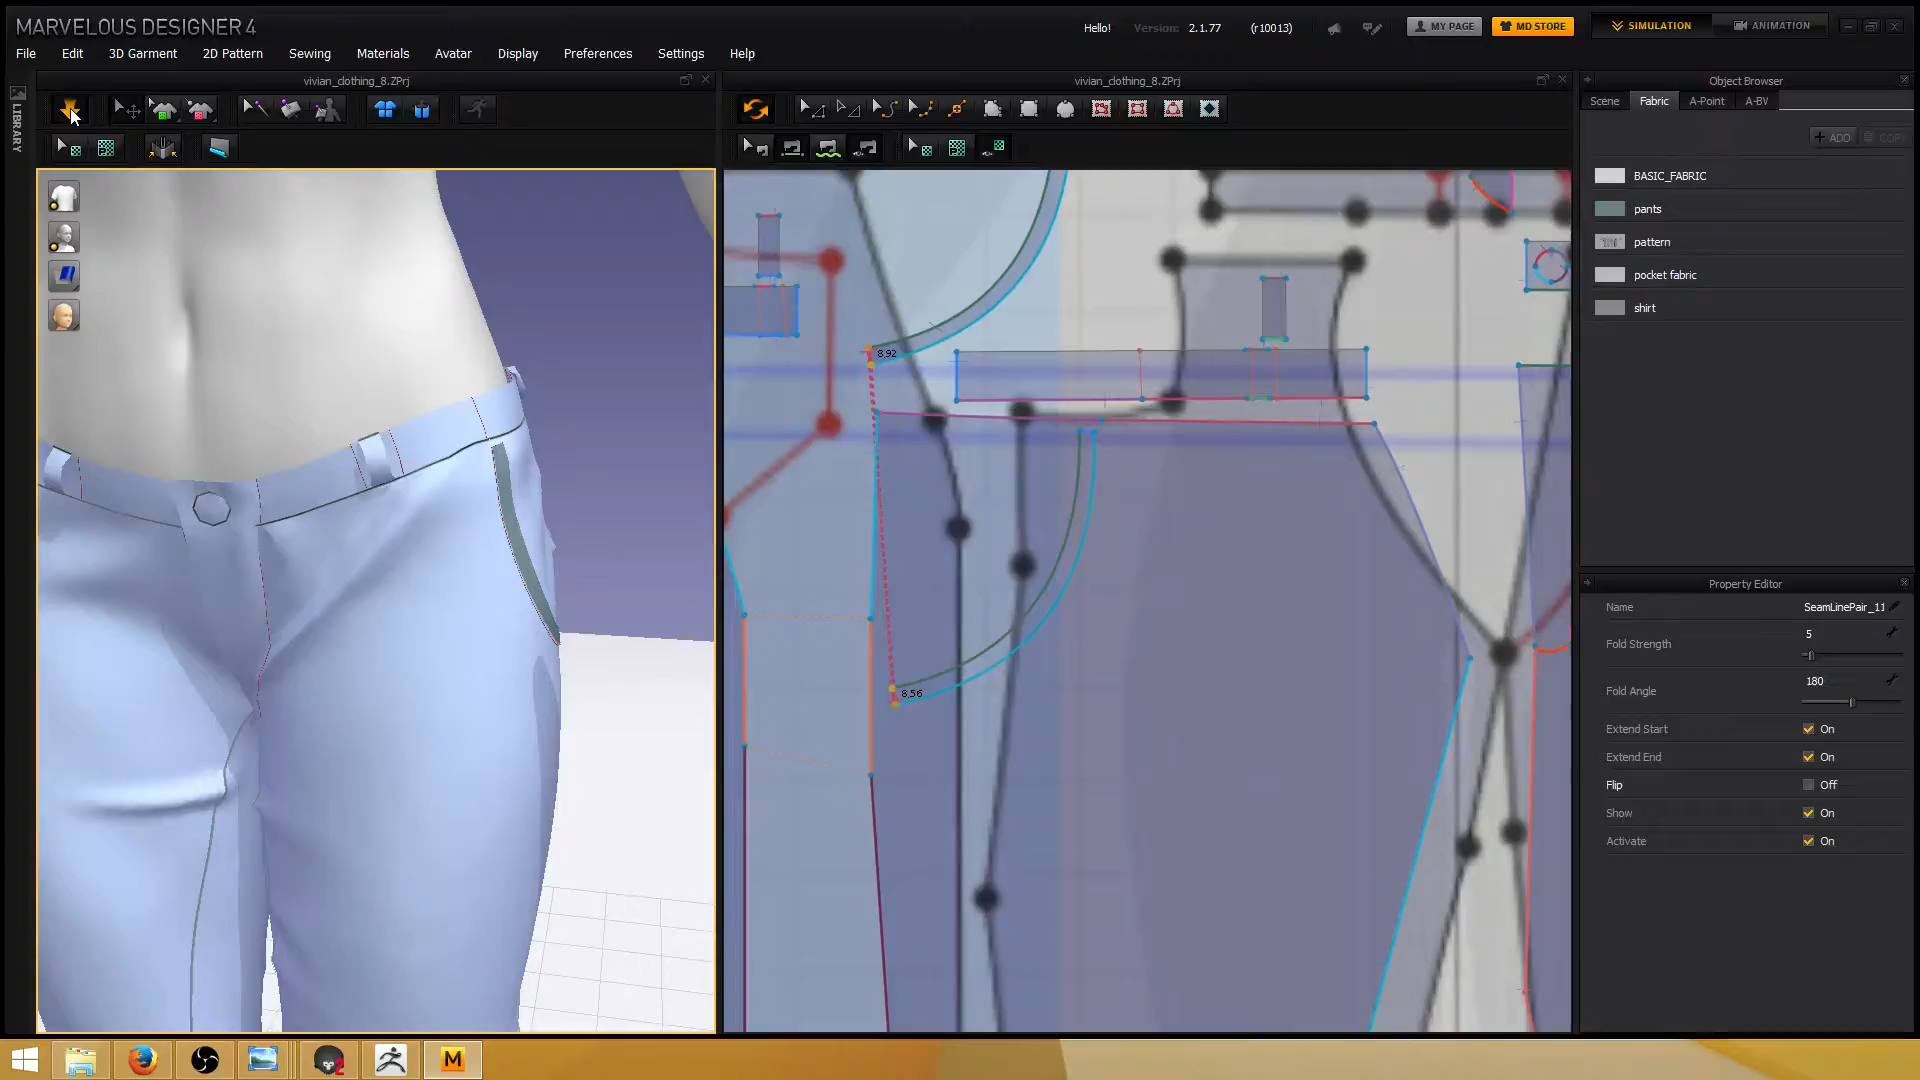 MARVELOUS DESIGNER 4
Hello!
Version: 2.1.77 (r10013)
MY PAGE
MD STORE
SIMULATION
ANIMATION
File Edit 3D Garment 2D Pattern Sewing Materials Avatar Display Preferences Settings Help
LIBRARY
vivian_clothing_8.ZPrj
vivian_clothing_8.ZPrj
Object Browser
Scene Fabric A-Point A-BV
+ ADD COPY
BASIC_FABRIC
pants
pattern
pocket fabric
shirt
8,92
8,56
Property Editor
Name SeamLinePair_11
Fold Strength 5
Fold Angle 180
Extend Start On
Extend End On
Flip Off
Show On
Activate On
2
M